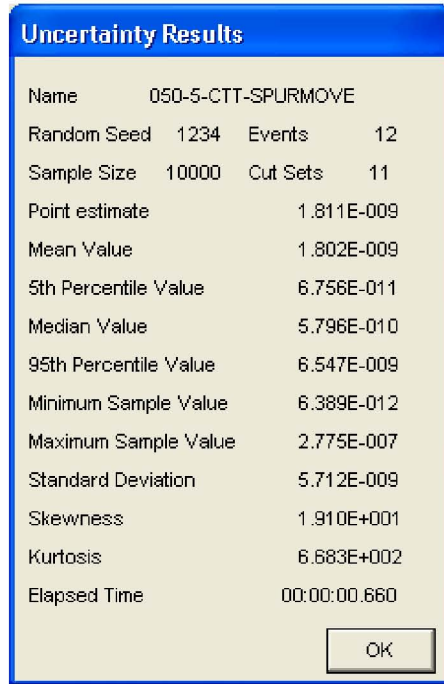 Uncertainty Results
Name 050-5-CTT-SPURMOVE
Random Seed 1234 Events 12
Sample Size 10000 Cut Sets 11
Point estimate 1.811E-009
Mean Value 1.802E-009
5th Percentile Value 6.756E-011
Median Value 5.796E-010
95th Percentile Value 6.547E-009
Minimum Sample Value 6.389E-012
Maximum Sample Value 2.775E-007
Standard Deviation 5.712E-009
Skewness 1.910E+001
Kurtosis 6.683E+002
Elapsed Time 00:00:00.660
OK